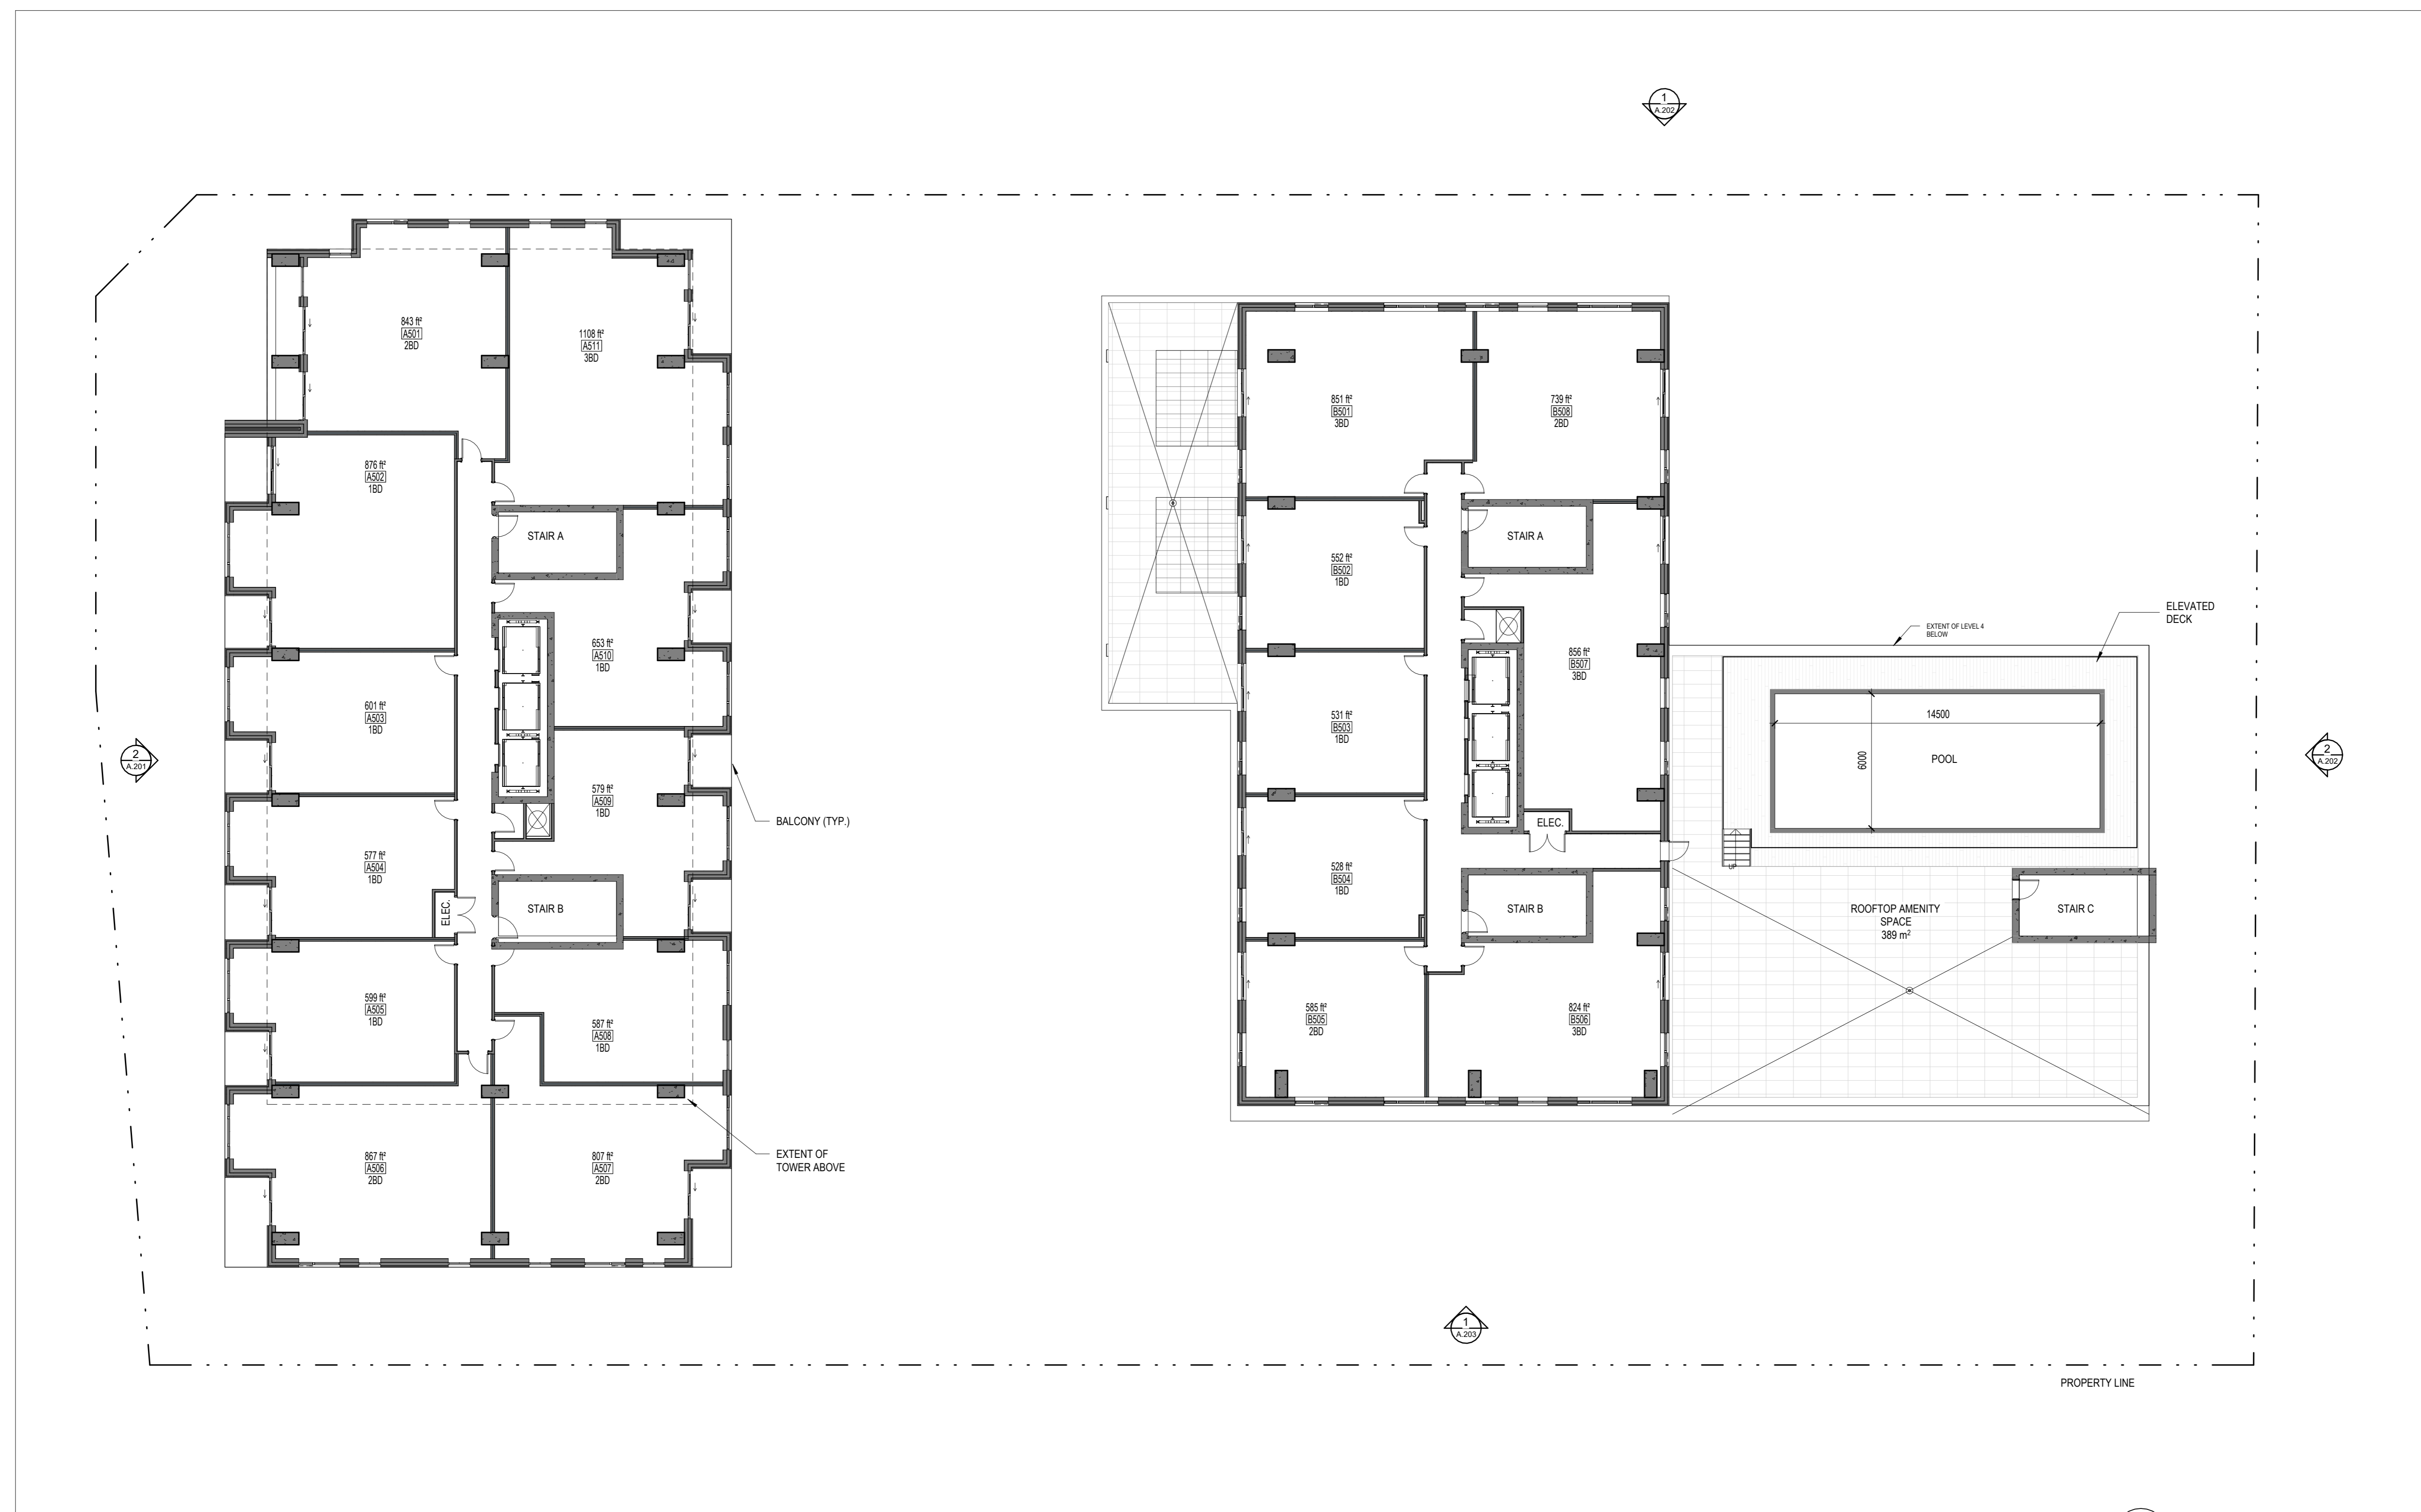 1
A.202
843 ft²
A501
2BD
1108 ft²
A511
3BD
876 ft²
A502
1BD
STAIR A
653 ft²
A510
1BD
601 ft²
A503
1BD
579 ft²
A509
1BD
577 ft²
A504
1BD
ELEC.
STAIR B
599 ft²
A505
1BD
587 ft²
A508
1BD
867 ft²
A506
2BD
807 ft²
A507
2BD
2
A.201
BALCONY (TYP.)
EXTENT OF
TOWER ABOVE
851 ft²
B501
3BD
739 ft²
B508
2BD
552 ft²
B502
1BD
STAIR A
856 ft²
B507
3BD
531 ft²
B503
1BD
ELEC.
528 ft²
B504
1BD
STAIR B
585 ft²
B505
2BD
824 ft²
B506
3BD
ELEVATED
DECK
EXTENT OF LEVEL 4
BELOW
14500
6000
POOL
UP
ROOFTOP AMENITY
SPACE
389 m²
STAIR C
2
A.202
1
A.203
PROPERTY LINE